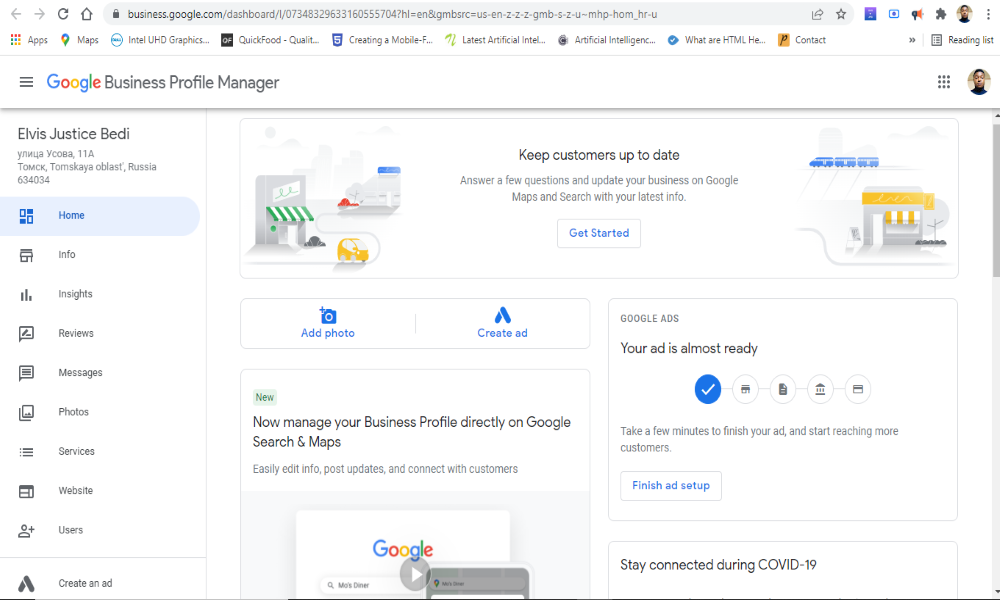 business.google.com/dashboard/l/07348329633160555704?hl=en&gmbsrc=us-en-z-z-z-gmb-s-z-u~mhp-hom_hr-u
Apps
Maps
Intel UHD Graphics...
QuickFood - Qualit...
Creating a Mobile-F...
Latest Artificial Intel...
Artificial Intelligenc...
What are HTML He...
Contact
»
Reading list
Google Business Profile Manager
Elvis Justice Bedi
улица Усова, 11А
Томск, Tomskaya oblast', Russia
634034
Home
Info
Insights
Reviews
Messages
Photos
Services
Website
Users
Create an ad
Keep customers up to date
Answer a few questions and update your business on Google
Maps and Search with your latest info.
Get Started
Add photo
Create ad
New
Now manage your Business Profile directly on Google
Search & Maps
Easily edit info, post updates, and connect with customers
Google
Mo's Diner
Mo's Diner
GOOGLE ADS
Your ad is almost ready
Take a few minutes to finish your ad, and start reaching more
customers.
Finish ad setup
Stay connected during COVID-19